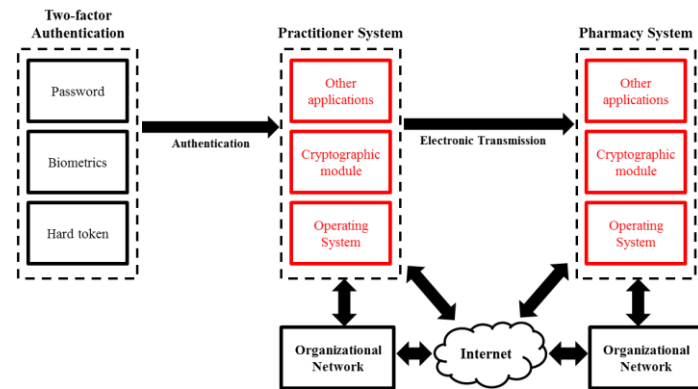 Two-factor
Authentication
Password
Biometrics
Hard token
Authentication
Practitioner System
Other
applications
Cryptographic
module
Operating
System
Electronic Transmission
Pharmacy System
Other
applications
Cryptographic
module
Operating
System
Organizational
Network
Internet
Organizational
Network